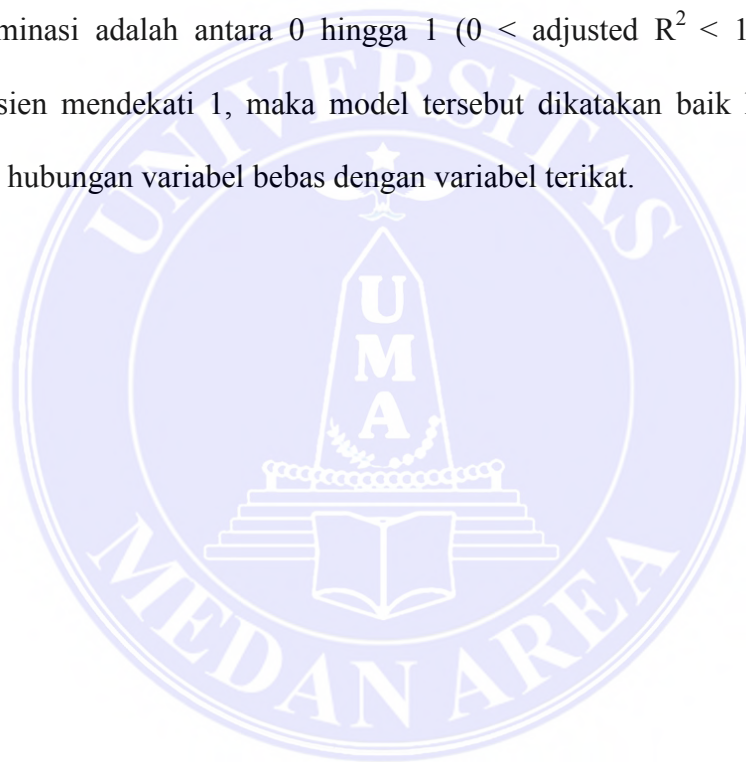 minasi adalah antara 0 hingga 1 (0 < adjusted R² < 1
sien mendekati 1, maka model tersebut dikatakan baik
hubungan variabel bebas dengan variabel terikat.
UNIVERSITAS
UMA
MEDAN AREA